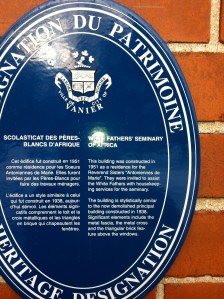 DÉSIGNATION DU PATRIMOINE
VANIER
SCOLASTICAT DES PÈRES-
BLANCS D'AFRIQUE
Cet édifice fut construit en 1951
comme résidence pour les Soeurs
Antoniennes de Marie. Elles furent
invitées par les Pères-Blancs pour
faire des travaux ménagers.
L'édifice a un style similaire à celui
qui fut construit en 1938, aujour-
d'hui démoli. Les éléments signi-
catifs comprennent le toit et la
croix métalliques et les triangles
en brique qui chapeautent les
fenêtres.
WHITE FATHERS' SEMINARY
OF AFRICA
This building was constructed in
1951 as a residence for the
Reverend Sisters "Antoniennes de
Marie". They were invited to assist
the White Fathers with housekeep-
ing services for the seminary.
The building is stylistically similar
to the now demolished principal
building constructed in 1938.
Significant elements include the
metal fascia, the metal cross
and the triangular brick fea-
ture above the windows.
HERITAGE DESIGNATION